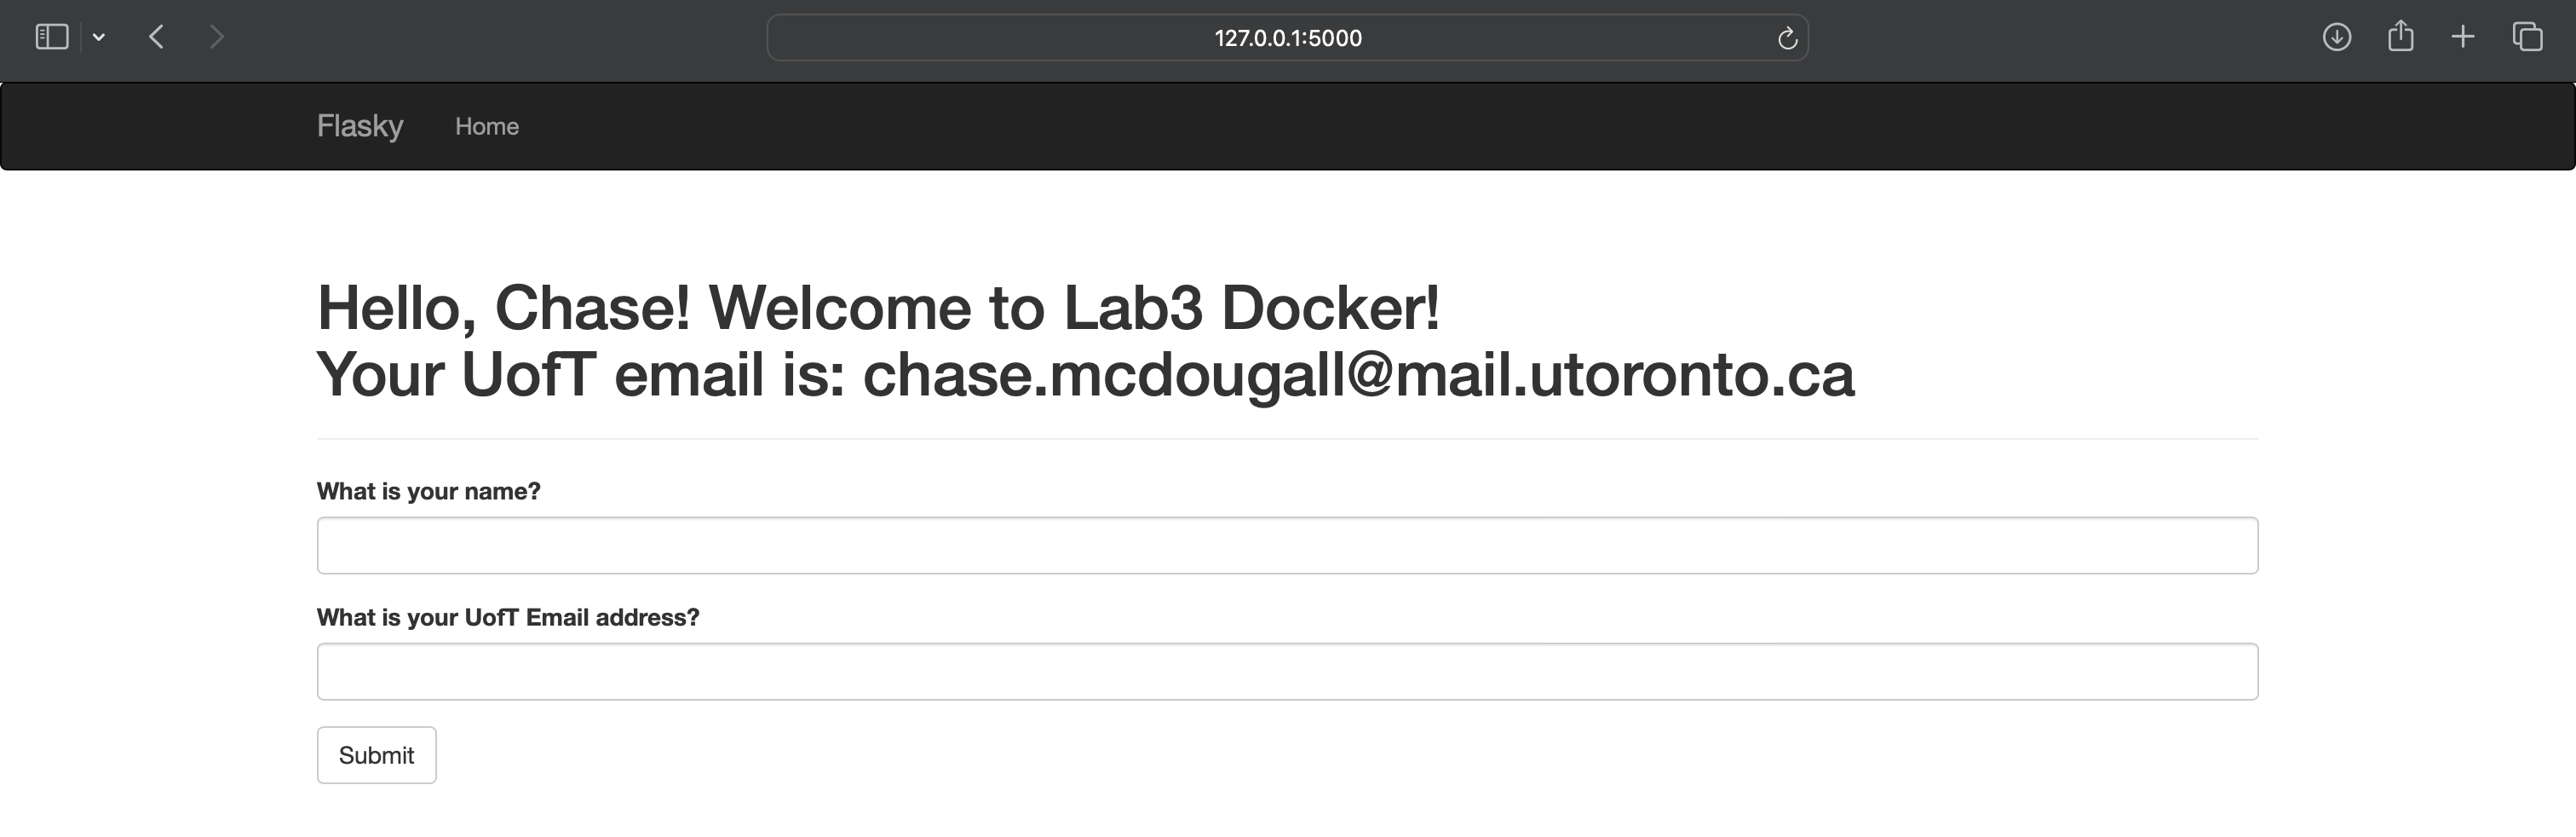 127.0.0.1:5000
Flasky Home
Hello, Chase! Welcome to Lab3 Docker!
Your UofT email is: chase.mcdougall@mail.utoronto.ca
What is your name?
What is your UofT Email address?
Submit